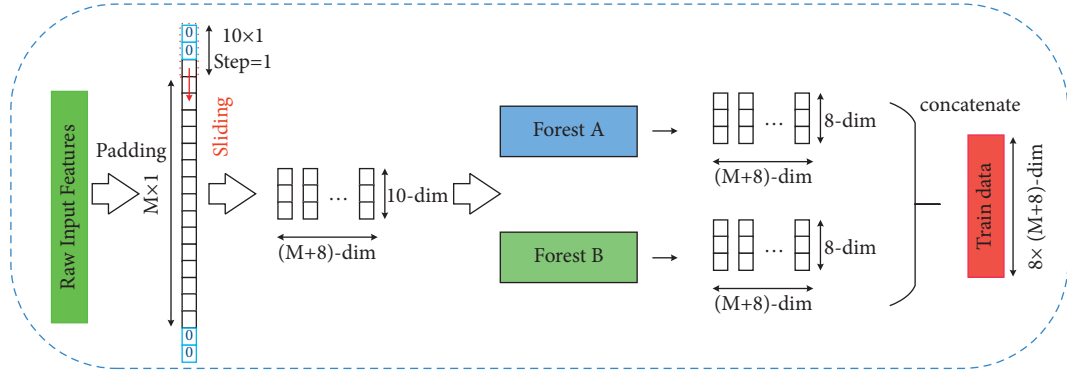 Raw Input Features
Padding
M×1
0
0
10×1
Step=1
Sliding
0
0
...
10-dim
(M+8)-dim
Forest A
...
8-dim
(M+8)-dim
Forest B
...
8-dim
(M+8)-dim
concatenate
Train data
8× (M+8)-dim